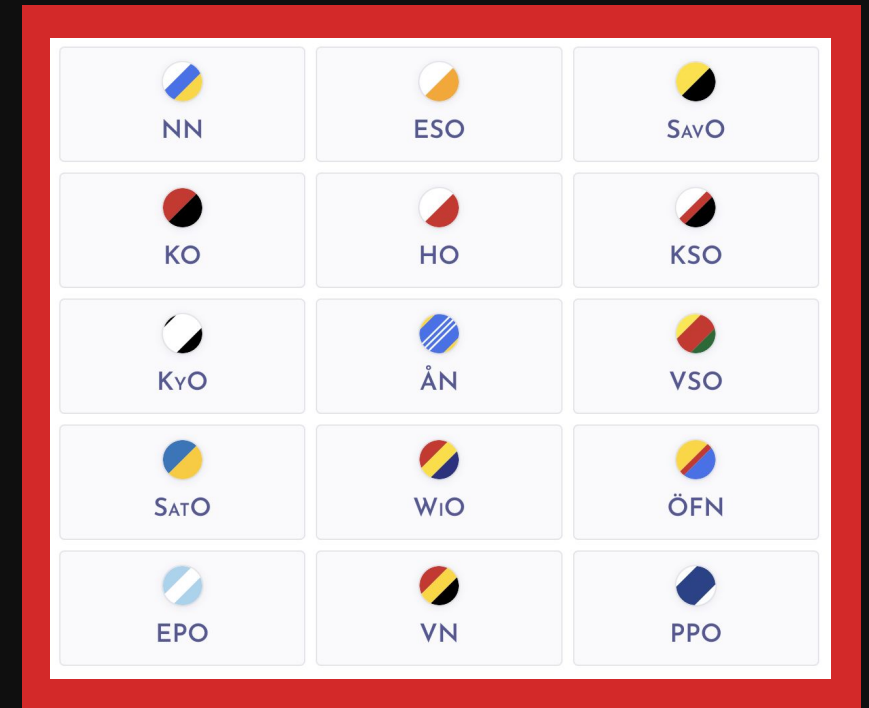 NN ESO SavO
KO HO KSO
KyO ÅN VSO
SatO WiO ÖFN
EPO VN PPO